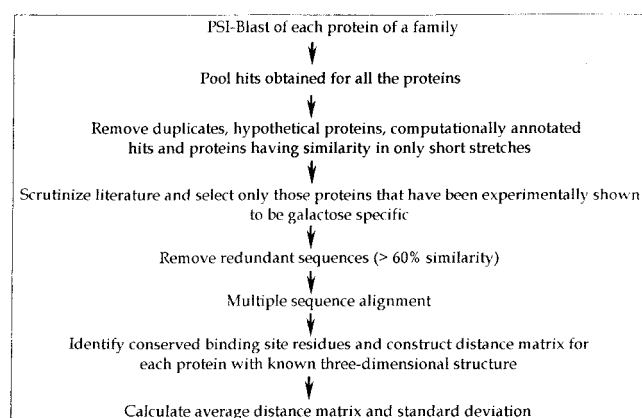 PSI-Blast of each protein of a family
Pool hits obtained for all the proteins
Remove duplicates, hypothetical proteins, computationally annotated
hits and proteins having similarity in only short stretches
Scrutinize literature and select only those proteins that have been experimentally shown
to be galactose specific
Remove redundant sequences (> 60% similarity)
Multiple sequence alignment
Identify conserved binding site residues and construct distance matrix for
each protein with known three-dimensional structure
Calculate average distance matrix and standard deviation